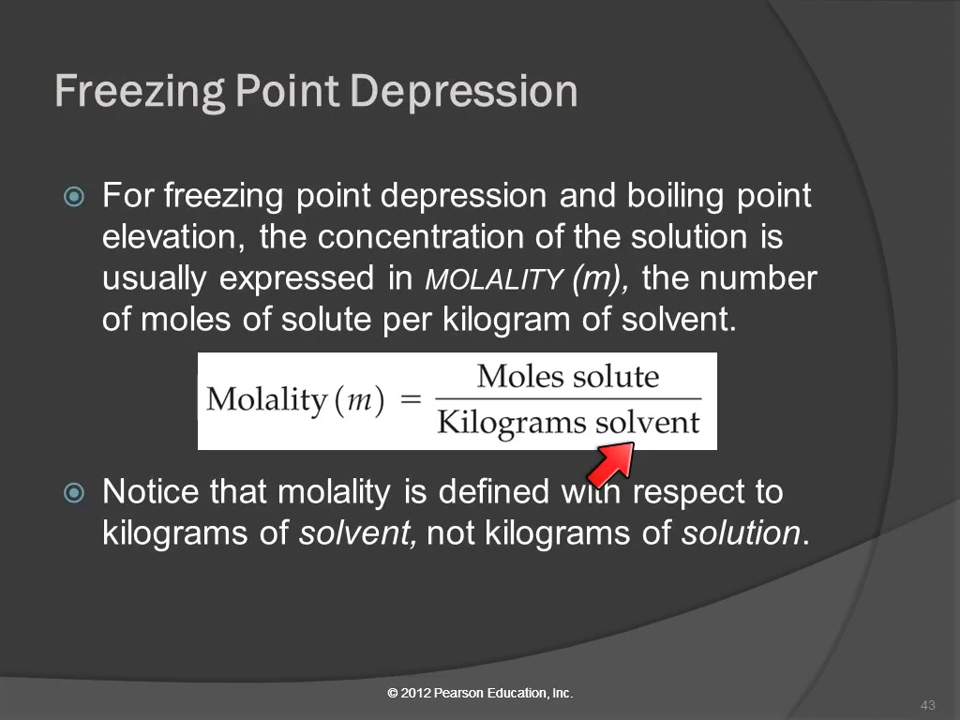 Freezing Point Depression
For freezing point depression and boiling point
elevation, the concentration of the solution is
usually expressed in MOLALITY (m), the number
of moles of solute per kilogram of solvent.
Molality (m) = Moles solute / Kilograms solvent
Notice that molality is defined with respect to
kilograms of solvent, not kilograms of solution.
© 2012 Pearson Education, Inc.
43